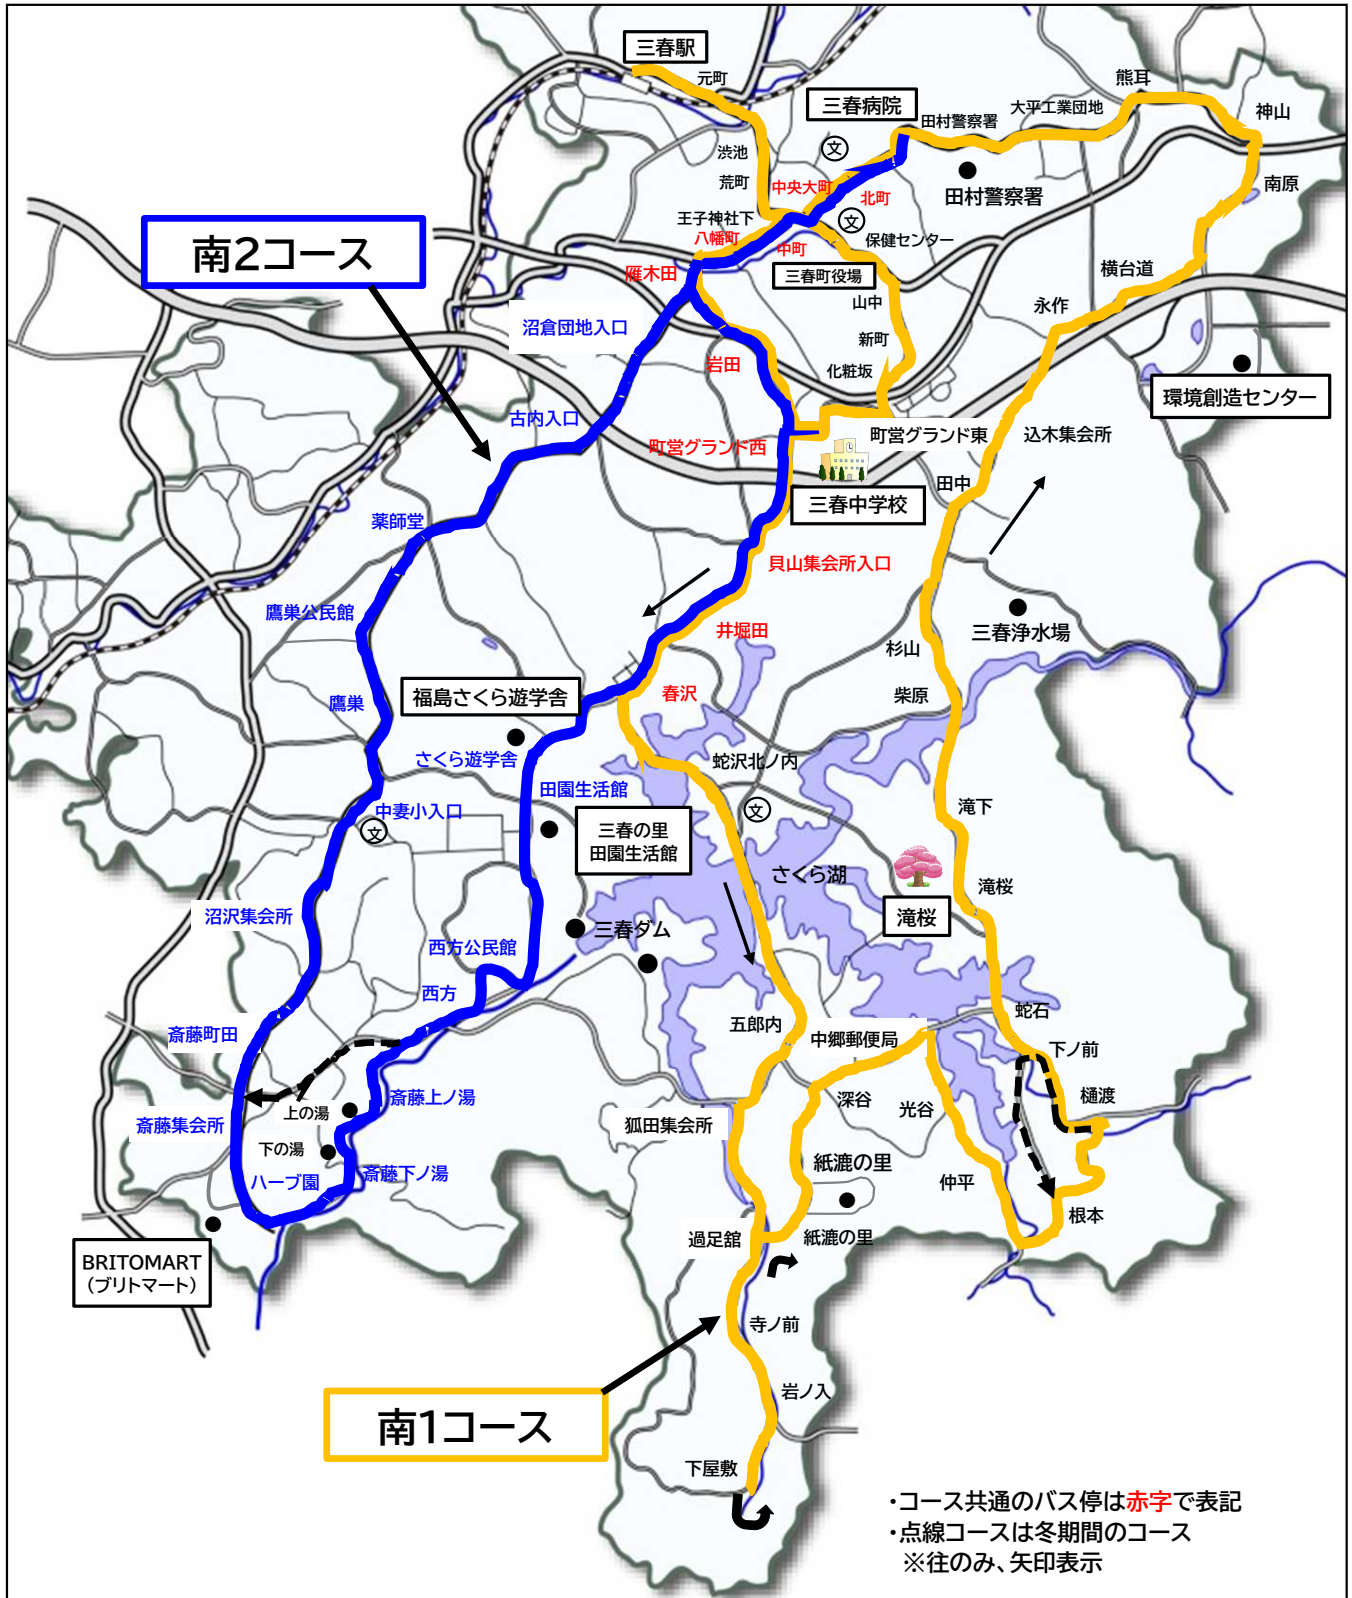 三春駅
元町
熊耳
三春病院
大平工業団地
神山
田村警察署
文
渋池
荒町
中央大町
北町
田村警察署
南原
王子神社下
文
八幡町
中町
保健センター
南2コース
雁木田
三春町役場
横台道
山中
永作
沼倉団地入口
新町
岩田
化粧坂
環境創造センター
古内入口
町営グランド西
町営グランド東
込木集会所
田中
三春中学校
薬師堂
貝山集会所入口
鷹巣公民館
井堀田
三春浄水場
杉山
福島さくら遊学舎
春沢
柴原
鷹巣
さくら遊学舎
蛇沢北ノ内
田園生活館
滝下
中妻小入口
文
文
三春の里
田園生活館
さくら湖
滝桜
沼沢集会所
滝桜
三春ダム
西方公民館
西方
蛇石
斎藤町田
五郎内
中郷郵便局
下ノ前
斎藤上ノ湯
上の湯
深谷
光谷
樋渡
斎藤集会所
狐田集会所
下の湯
紙漉の里
斎藤下ノ湯
ハーブ園
仲平
根本
過足舘
紙漉の里
BRITOMART
(ブリトマート)
寺ノ前
岩ノ入
南1コース
下屋敷
・コース共通のバス停は赤字で表記
・点線コースは冬期間のコース
※往のみ、矢印表示